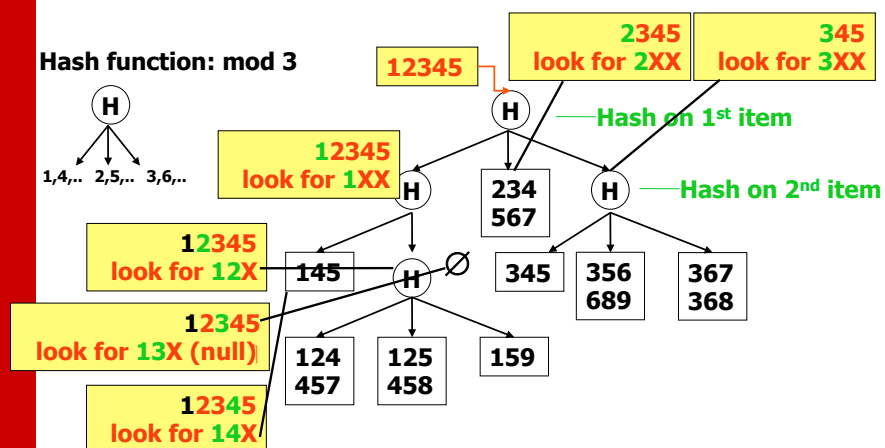 2345
look for 2XX
345
look for 3XX
Hash function: mod 3
12345
H
H
Hash on 1st item
12345
look for 1XX
1,4,.. 2,5,.. 3,6,..
H
234
567
H
Hash on 2nd item
12345
look for 12X
145
H
∅
345
356
689
367
368
12345
look for 13X (null)
124
457
125
458
159
12345
look for 14X